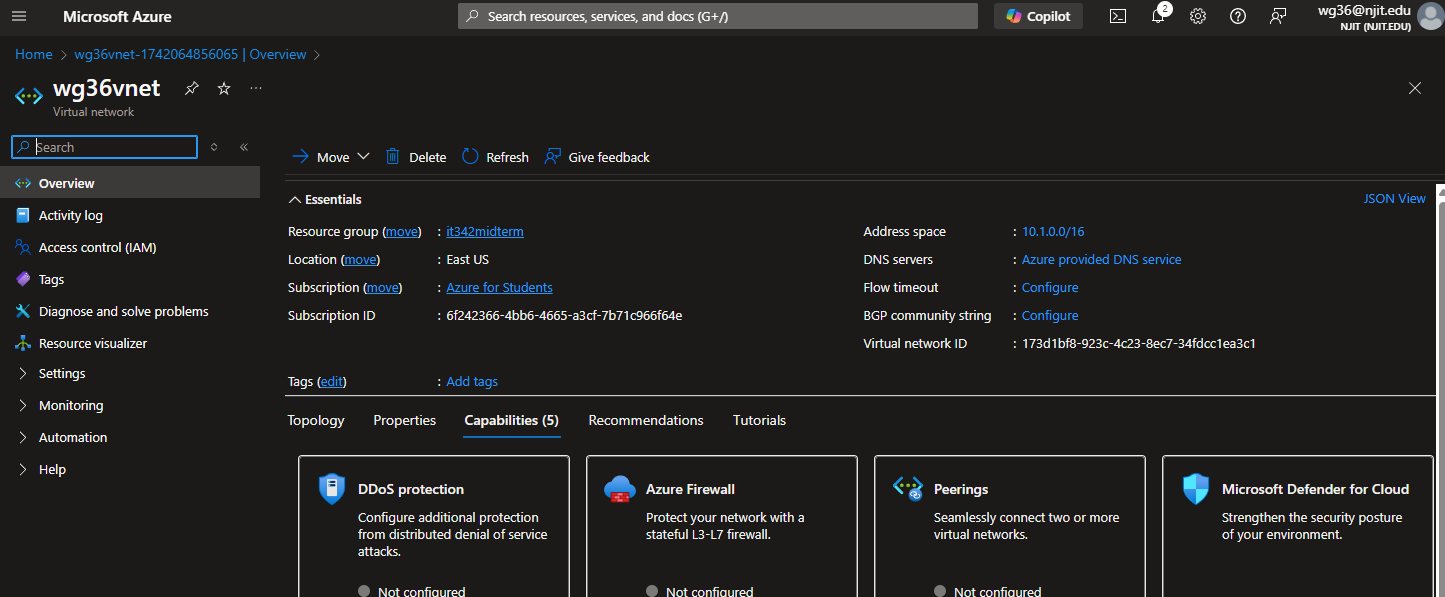 Microsoft Azure
Search resources, services, and docs (G+/)
Copilot
2
wg36@njit.edu
NJIT (NJIT.EDU)
Home > wg36vnet-1742064856065 | Overview >
wg36vnet
Virtual network
Search
Overview
Activity log
Access control (IAM)
Tags
Diagnose and solve problems
Resource visualizer
Settings
Monitoring
Automation
Help
Move
Delete
Refresh
Give feedback
Essentials
JSON View
Resource group (move) : it342midterm
Location (move) : East US
Subscription (move) : Azure for Students
Subscription ID : 6f242366-4bb6-4665-a3cf-7b71c966f64e
Address space : 10.1.0.0/16
DNS servers : Azure provided DNS service
Flow timeout : Configure
BGP community string : Configure
Virtual network ID : 173d1bf8-923c-4c23-8ec7-34fdcc1ea3c1
Tags (edit) : Add tags
Topology
Properties
Capabilities (5)
Recommendations
Tutorials
DDoS protection
Configure additional protection
from distributed denial of service
attacks.
Not configured
Azure Firewall
Protect your network with a
stateful L3-L7 firewall.
Not configured
Peerings
Seamlessly connect two or more
virtual networks.
Not configured
Microsoft Defender for Cloud
Strengthen the security posture
of your environment.